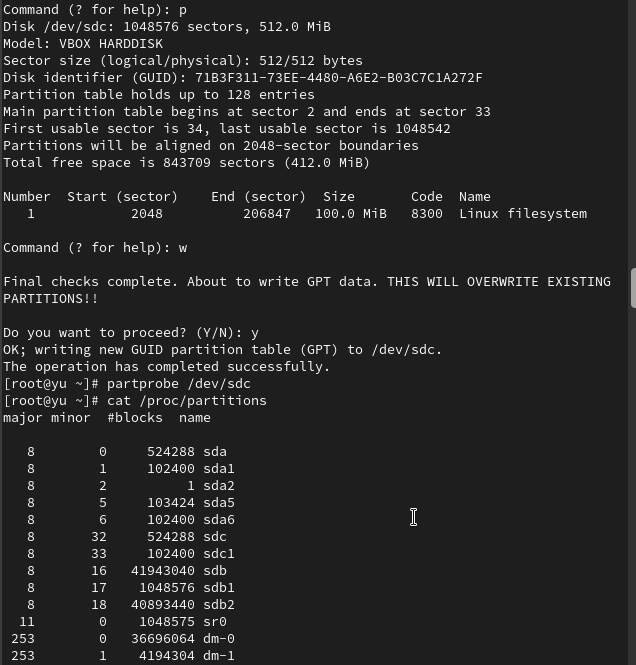 Command (? for help): p
Disk /dev/sdc: 1048576 sectors, 512.0 MiB
Model: VBOX HARDDISK
Sector size (logical/physical): 512/512 bytes
Disk identifier (GUID): 71B3F311-73EE-4480-A6E2-B03C7C1A272F
Partition table holds up to 128 entries
Main partition table begins at sector 2 and ends at sector 33
First usable sector is 34, last usable sector is 1048542
Partitions will be aligned on 2048-sector boundaries
Total free space is 843709 sectors (412.0 MiB)
Number  Start (sector)    End (sector)  Size       Code  Name
   1            2048          206847   100.0 MiB   8300  Linux filesystem
Command (? for help): w
Final checks complete. About to write GPT data. THIS WILL OVERWRITE EXISTING
PARTITIONS!!
Do you want to proceed? (Y/N): y
OK; writing new GUID partition table (GPT) to /dev/sdc.
The operation has completed successfully.
[root@yu ~]# partprobe /dev/sdc
[root@yu ~]# cat /proc/partitions
major minor  #blocks  name
   8        0     524288 sda
   8        1     102400 sda1
   8        2          1 sda2
   8        5     103424 sda5
   8        6     102400 sda6
   8       32     524288 sdc
   8       33     102400 sdc1
   8       16   41943040 sdb
   8       17    1048576 sdb1
   8       18   40893440 sdb2
  11        0    1048575 sr0
 253        0   36696064 dm-0
 253        1    4194304 dm-1